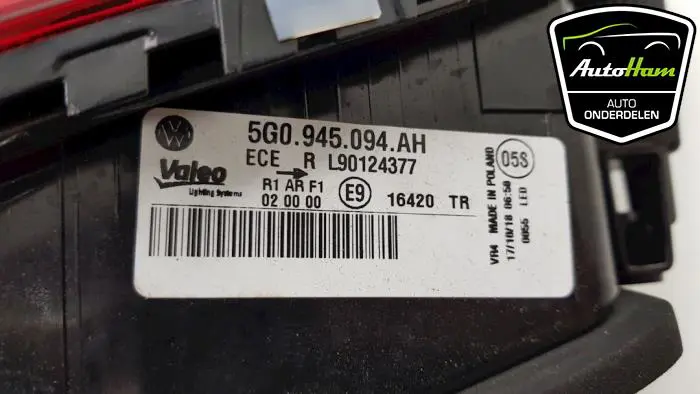 AutoHam
AUTO
ONDERDELEN
5G0.945.094.AH
ECE R L90124377
Valeo
Lighting Systems
R1 AR F1
02 00 00
E9
16420 TR
VR4 MADE IN POLAND
17/10/18 06:50
0055 LED
05S